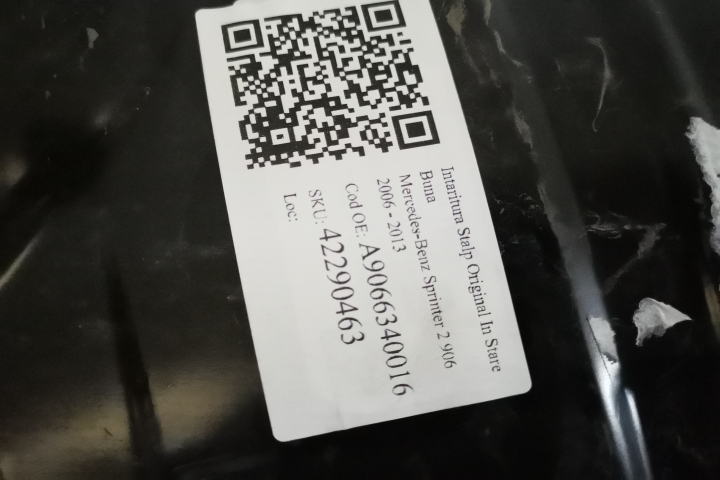 Intaritura Stalp Original In Stare
Buna
Mercedes-Benz Sprinter 2 906
2006 - 2013
Cod OE: A9066340016
SKU: 42290463
Loc: